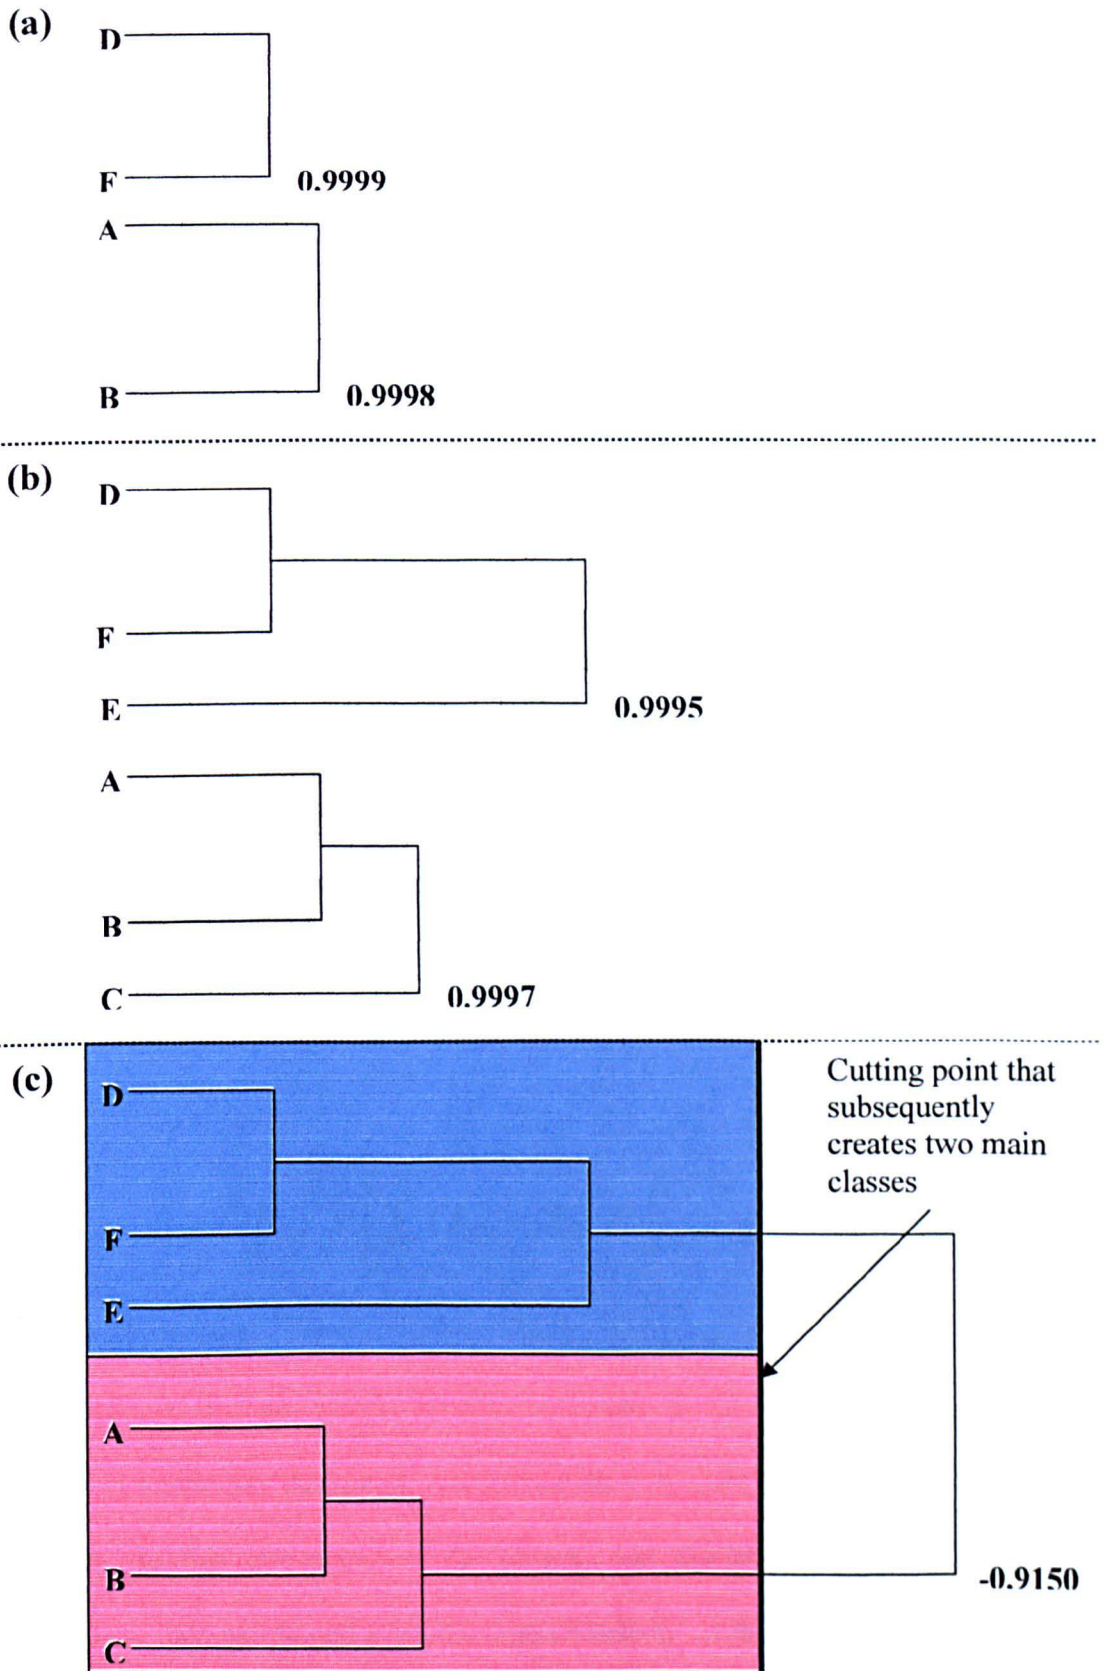 (a)
D
F 0.9999
A
B 0.9998
(b)
D
F
E 0.9995
A
B
C 0.9997
(c)
Cutting point that
subsequently
creates two main
classes
D
F
E
A
B -0.9150
C